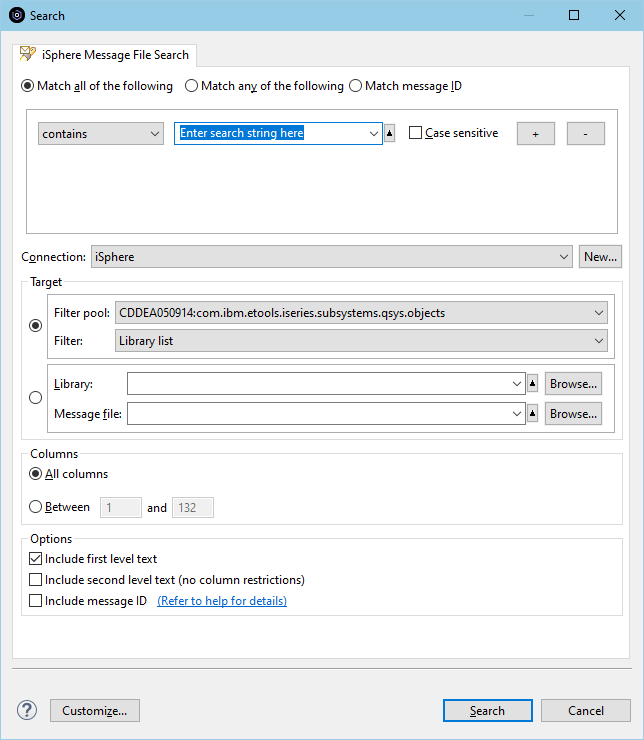 Search
iSphere Message File Search
Match all of the following Match any of the following Match message ID
contains Enter search string here Case sensitive + -
Connection: iSphere New...
Target
Filter pool: CDDEA050914:com.ibm.etools.iseries.subsystems.qsys.objects
Filter: Library list
Library: Browse...
Message file: Browse...
Columns
All columns
Between 1 and 132
Options
Include first level text
Include second level text (no column restrictions)
Include message ID (Refer to help for details)
? Customize... Search Cancel